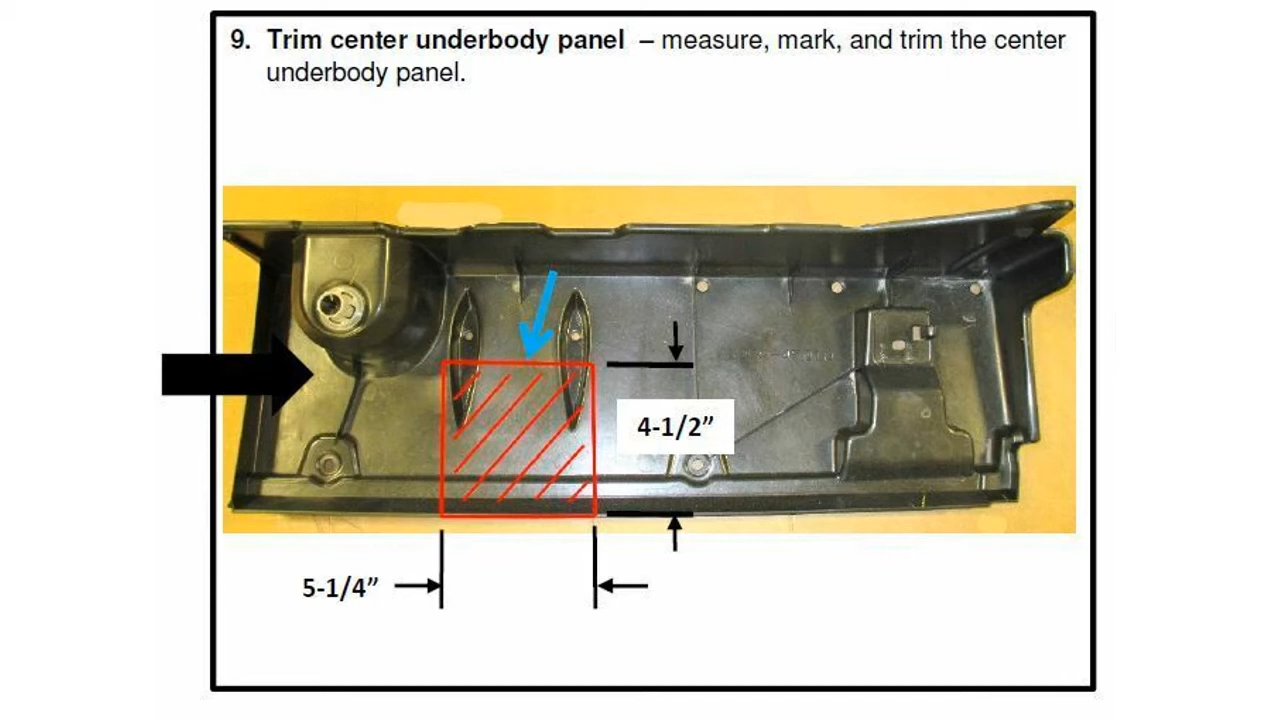 9. Trim center underbody panel – measure, mark, and trim the center
underbody panel.
4-1/2”
5-1/4”